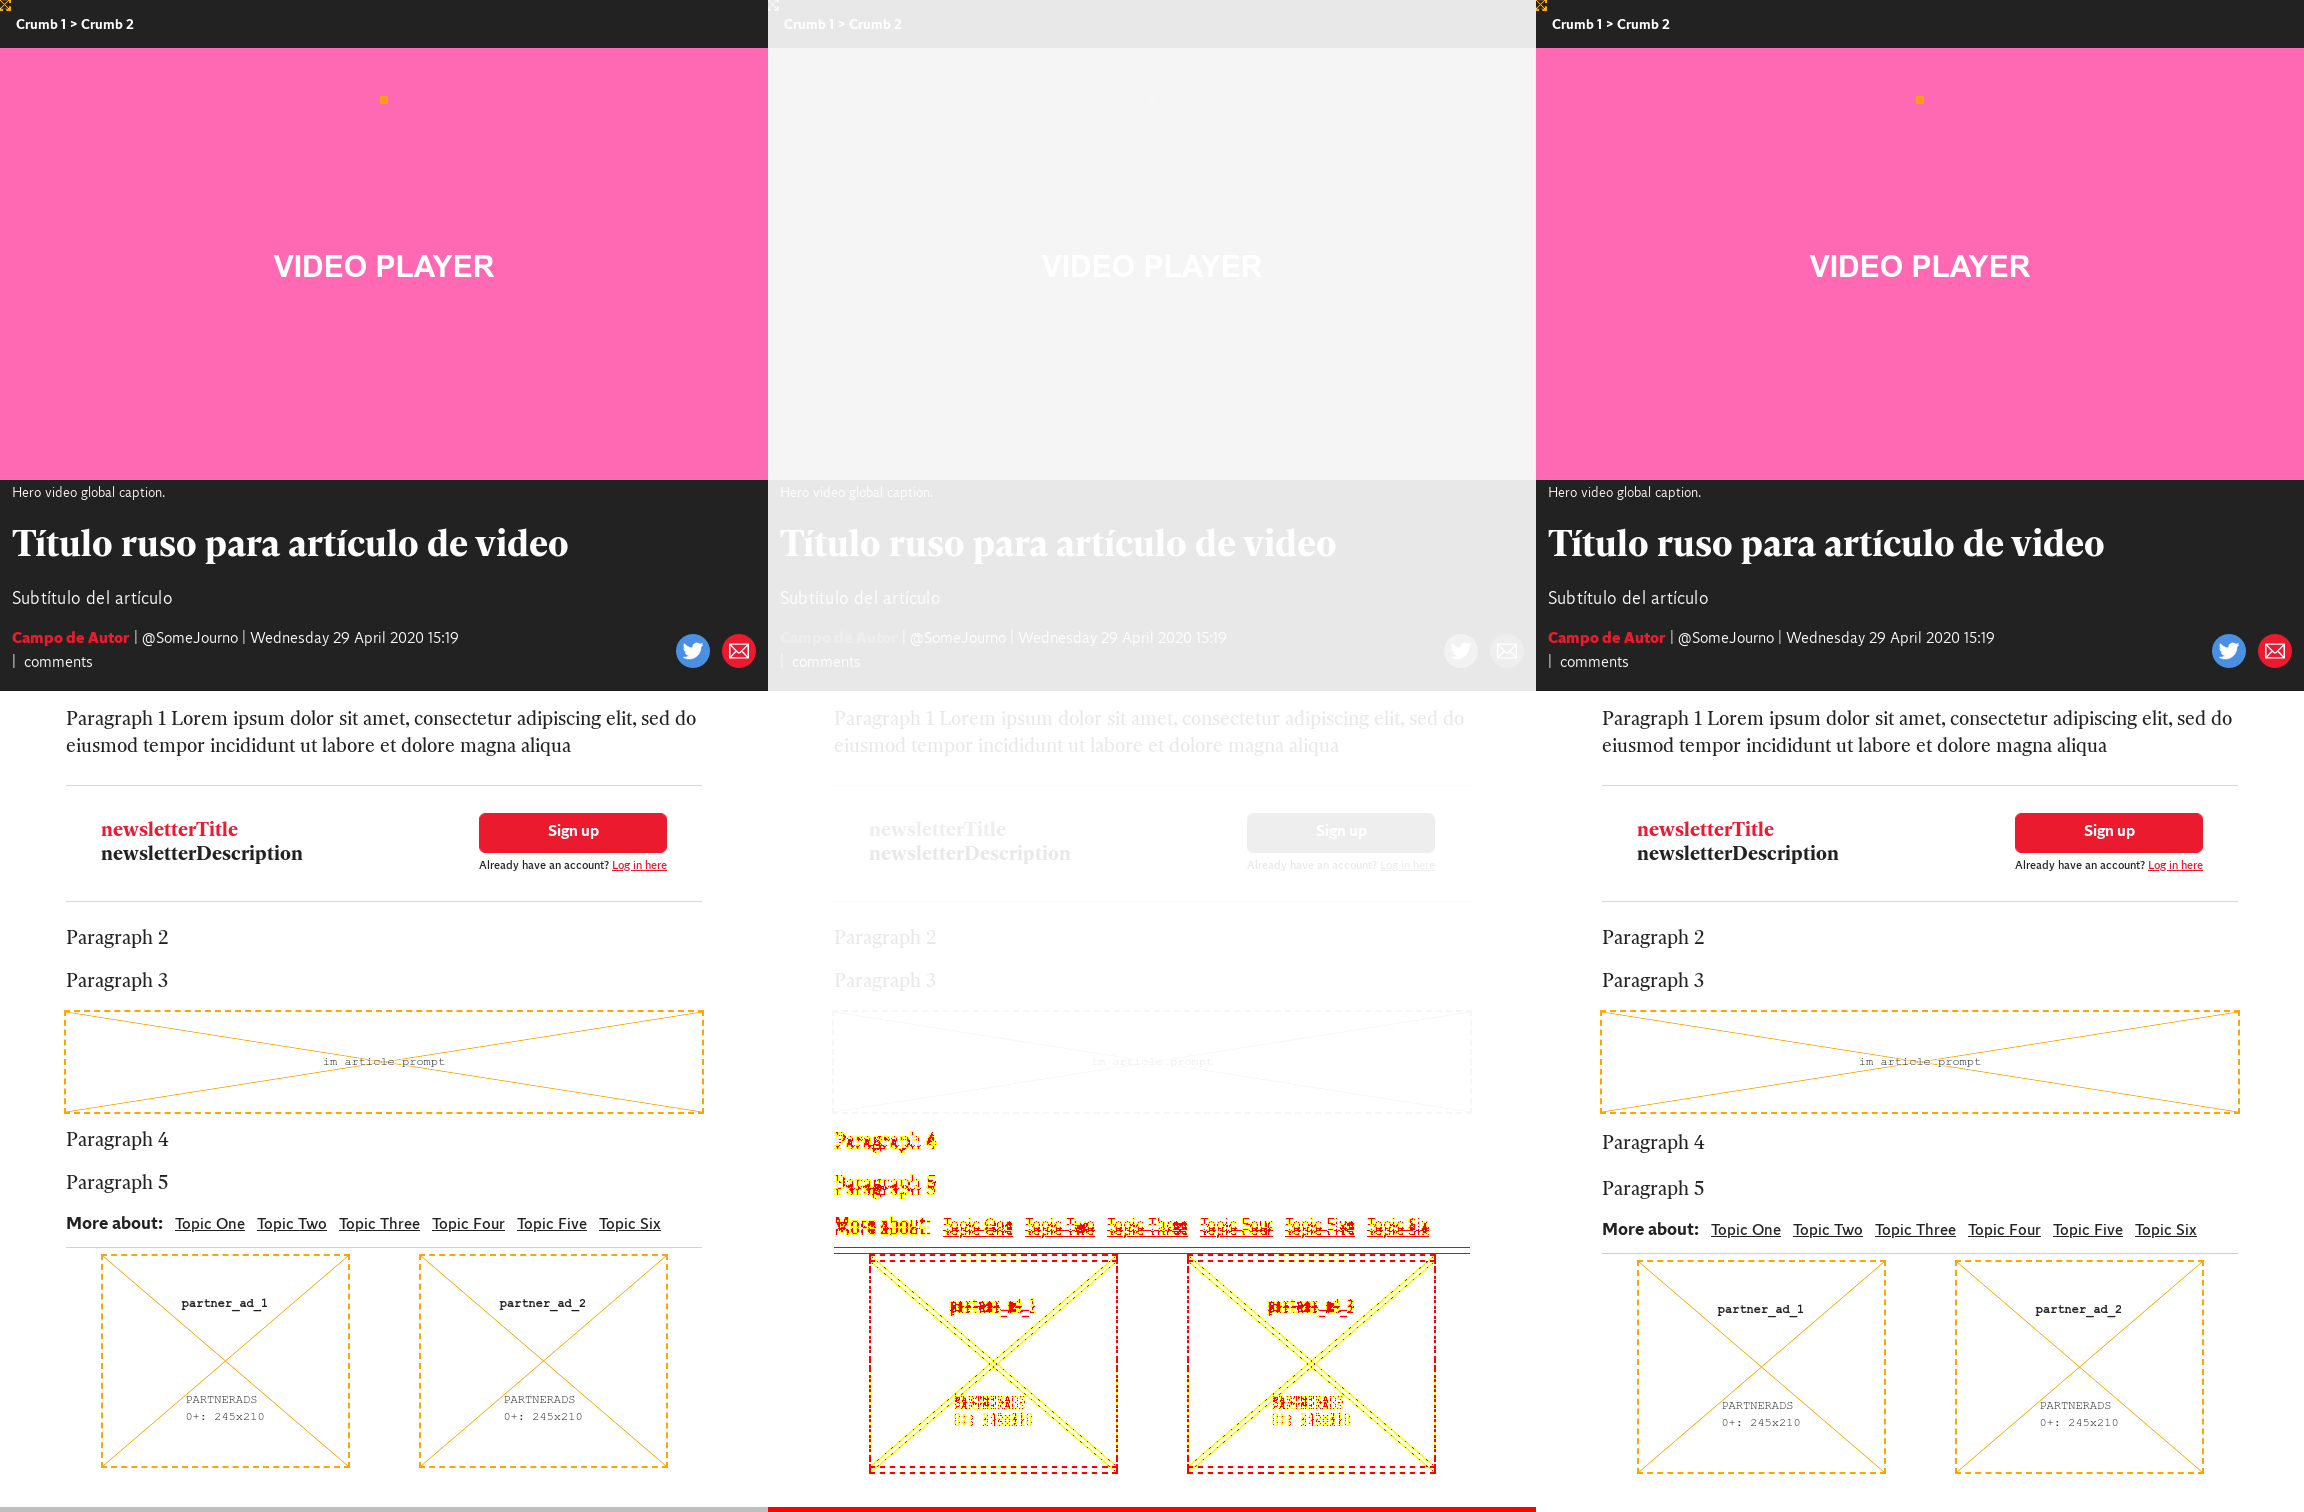 Crumb 1 > Crumb 2
VIDEO PLAYER
Hero video global caption.
Título ruso para artículo de video
Subtítulo del artículo
Campo de Autor | @SomeJourno | Wednesday 29 April 2020 15:19
| comments
Paragraph 1 Lorem ipsum dolor sit amet, consectetur adipiscing elit, sed do
eiusmod tempor incididunt ut labore et dolore magna aliqua
newsletterTitle
newsletterDescription
Sign up
Already have an account? Log in here
Paragraph 2
Paragraph 3
im article prompt
Paragraph 4
Paragraph 5
More about: Topic One Topic Two Topic Three Topic Four Topic Five Topic Six
partner_ad_1
PARTNERADS
0+: 245x210
partner_ad_2
PARTNERADS
0+: 245x210
Crumb 1 > Crumb 2
VIDEO PLAYER
Hero video global caption.
Título ruso para artículo de video
Subtítulo del artículo
Campo de Autor | @SomeJourno | Wednesday 29 April 2020 15:19
| comments
Paragraph 1 Lorem ipsum dolor sit amet, consectetur adipiscing elit, sed do
eiusmod tempor incididunt ut labore et dolore magna aliqua
newsletterTitle
newsletterDescription
Sign up
Already have an account? Log in here
Paragraph 2
Paragraph 3
im article prompt
Paragraph 4
Paragraph 5
More about: Topic One Topic Two Topic Three Topic Four Topic Five Topic Six
partner_ad_1
PARTNERADS
0+: 245x210
partner_ad_2
PARTNERADS
0+: 245x210
Crumb 1 > Crumb 2
VIDEO PLAYER
Hero video global caption.
Título ruso para artículo de video
Subtítulo del artículo
Campo de Autor | @SomeJourno | Wednesday 29 April 2020 15:19
| comments
Paragraph 1 Lorem ipsum dolor sit amet, consectetur adipiscing elit, sed do
eiusmod tempor incididunt ut labore et dolore magna aliqua
newsletterTitle
newsletterDescription
Sign up
Already have an account? Log in here
Paragraph 2
Paragraph 3
im article prompt
Paragraph 4
Paragraph 5
More about: Topic One Topic Two Topic Three Topic Four Topic Five Topic Six
partner_ad_1
PARTNERADS
0+: 245x210
partner_ad_2
PARTNERADS
0+: 245x210